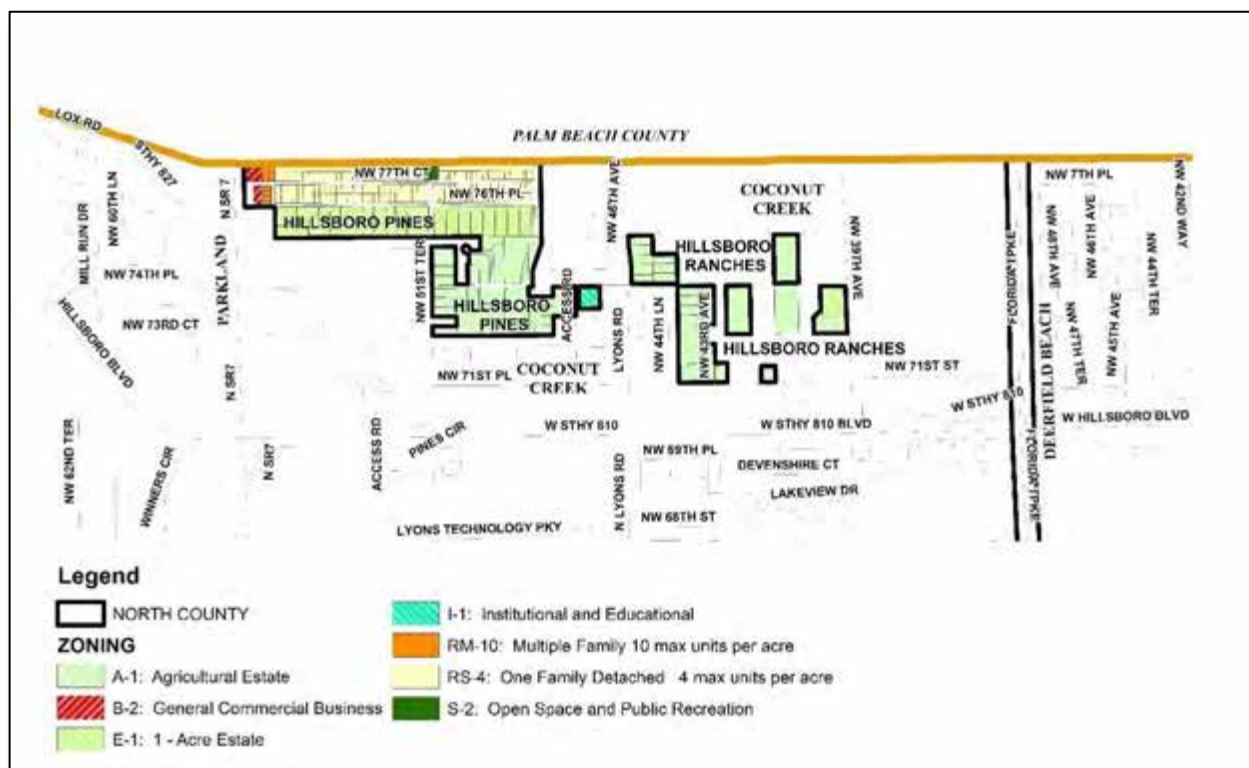 LOX RD
PALM BEACH COUNTY
STHY 827
MILL RUN DR
NW 60TH LN
N SR 7
NW 77TH CT
NW 76TH PL
NW 46TH AVE
COCONUT
CREEK
NW 39TH AVE
NW 7TH PL
NW 42ND WAY
HILLSBORO PINES
PARKLAND
NW 74TH PL
NW 51ST TER
HILLSBORO
RANCHES
FLORIDA TPKE
NW 48TH AVE
NW 46TH AVE
NW 44TH TER
HILLSBORO BLVD
NW 73RD CT
HILLSBORO
PINES
ACCESS RD
LYONS RD
NW 44TH LN
NW 43RD AVE
HILLSBORO RANCHES
DEERFIELD BEACH
NW 47TH TER
NW 45TH AVE
N SR7
NW 71ST PL
COCONUT
CREEK
NW 71ST ST
W STHY 810
W HILLSBORO BLVD
NW 62ND TER
WINNERS CIR
N SR7
ACCESS RD
PINES CIR
W STHY 810
N LYONS RD
NW 69TH PL
W STHY 810 BLVD
DEVENSHIRE CT
LAKEVIEW DR
FLORIDA TPKE
LYONS TECHNOLOGY PKY
NW 68TH ST
Legend
NORTH COUNTY
ZONING
A-1: Agricultural Estate
B-2: General Commercial Business
E-1: 1 - Acre Estate
I-1: Institutional and Educational
RM-10: Multiple Family 10 max units per acre
RS-4: One Family Detached 4 max units per acre
S-2: Open Space and Public Recreation